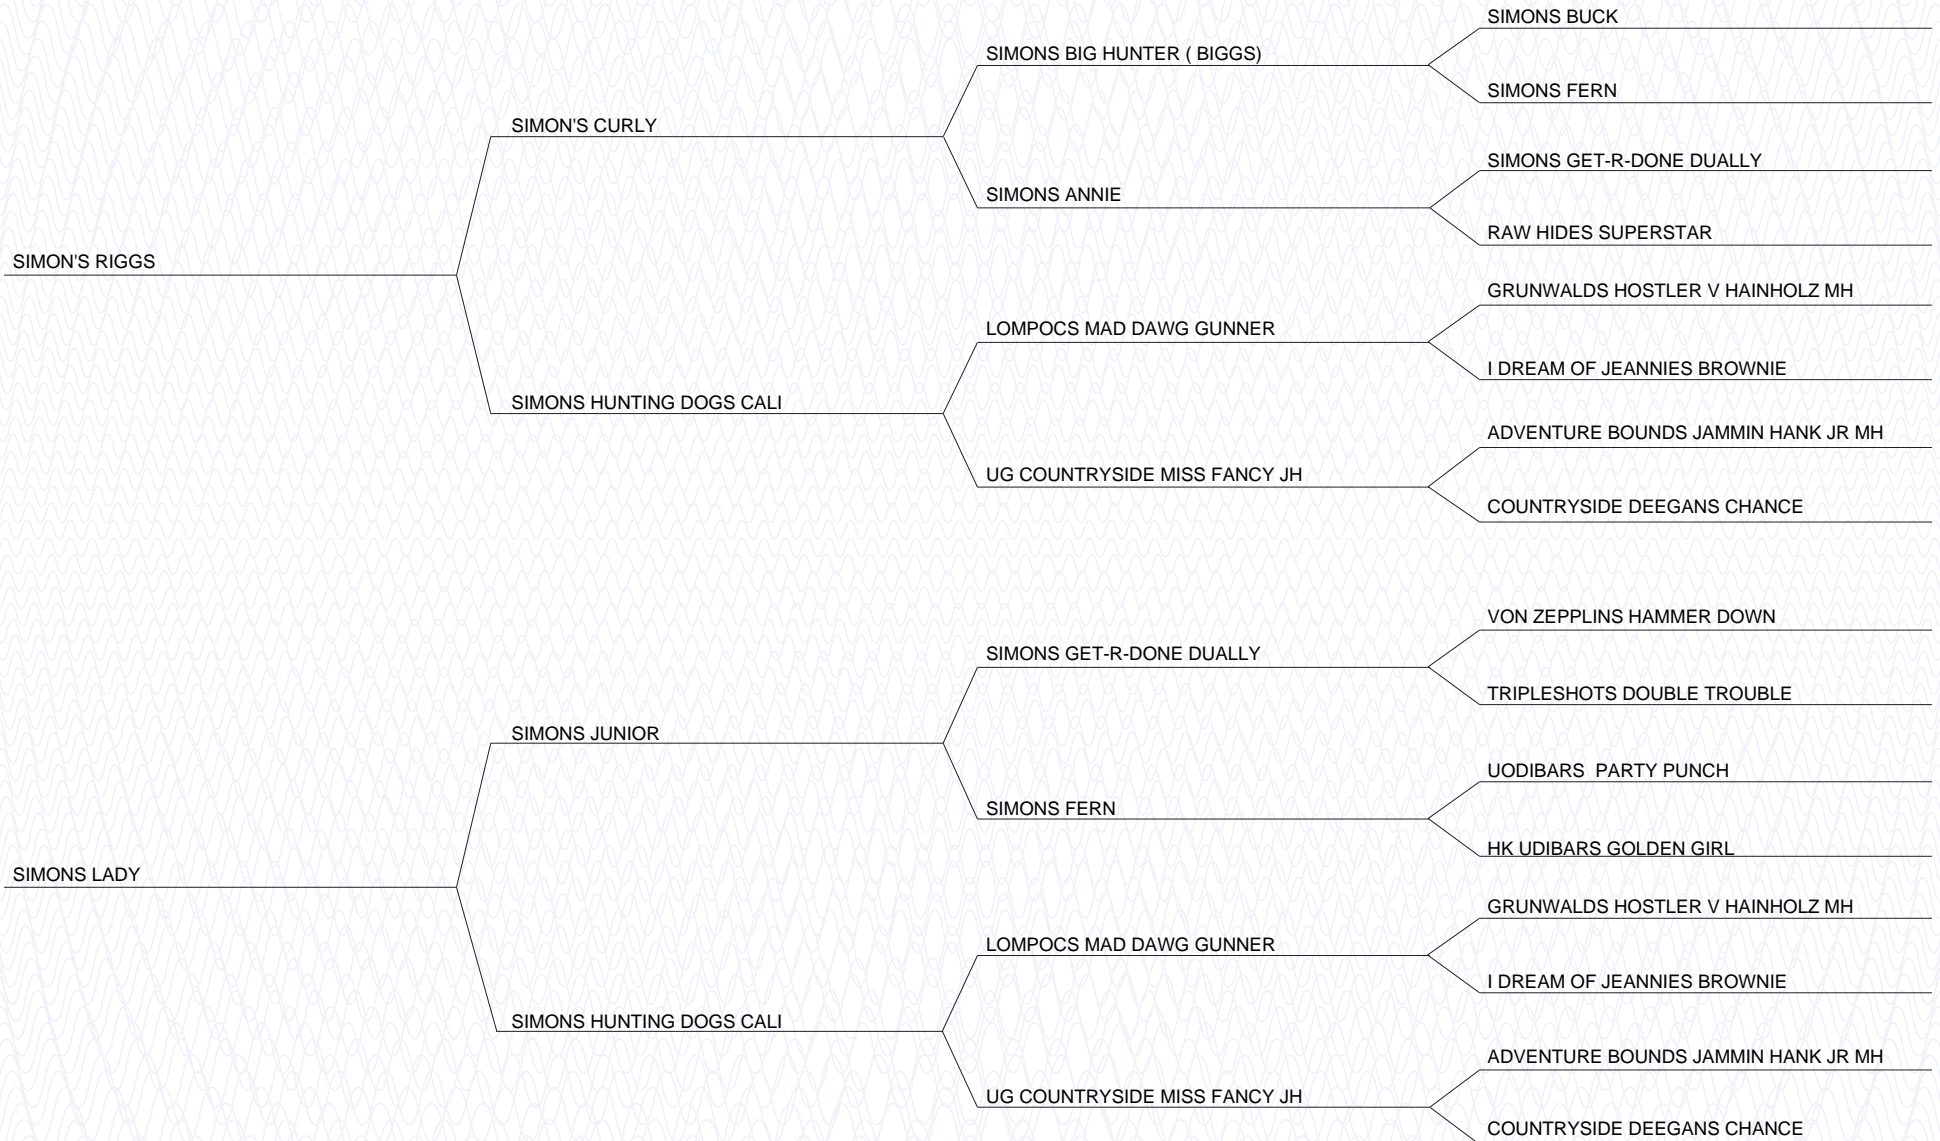 SIMONS BUCK
SIMONS BIG HUNTER ( BIGGS)
SIMONS FERN
SIMON'S CURLY
SIMONS GET-R-DONE DUALLY
SIMONS ANNIE
RAW HIDES SUPERSTAR
SIMON'S RIGGS
GRUNWALDS HOSTLER V HAINHOLZ MH
LOMPOCS MAD DAWG GUNNER
I DREAM OF JEANNIES BROWNIE
SIMONS HUNTING DOGS CALI
ADVENTURE BOUNDS JAMMIN HANK JR MH
UG COUNTRYSIDE MISS FANCY JH
COUNTRYSIDE DEEGANS CHANCE
VON ZEPPLINS HAMMER DOWN
SIMONS GET-R-DONE DUALLY
TRIPLESHOTS DOUBLE TROUBLE
SIMONS JUNIOR
UODIBARS  PARTY PUNCH
SIMONS FERN
HK UDIBARS GOLDEN GIRL
SIMONS LADY
GRUNWALDS HOSTLER V HAINHOLZ MH
LOMPOCS MAD DAWG GUNNER
I DREAM OF JEANNIES BROWNIE
SIMONS HUNTING DOGS CALI
ADVENTURE BOUNDS JAMMIN HANK JR MH
UG COUNTRYSIDE MISS FANCY JH
COUNTRYSIDE DEEGANS CHANCE